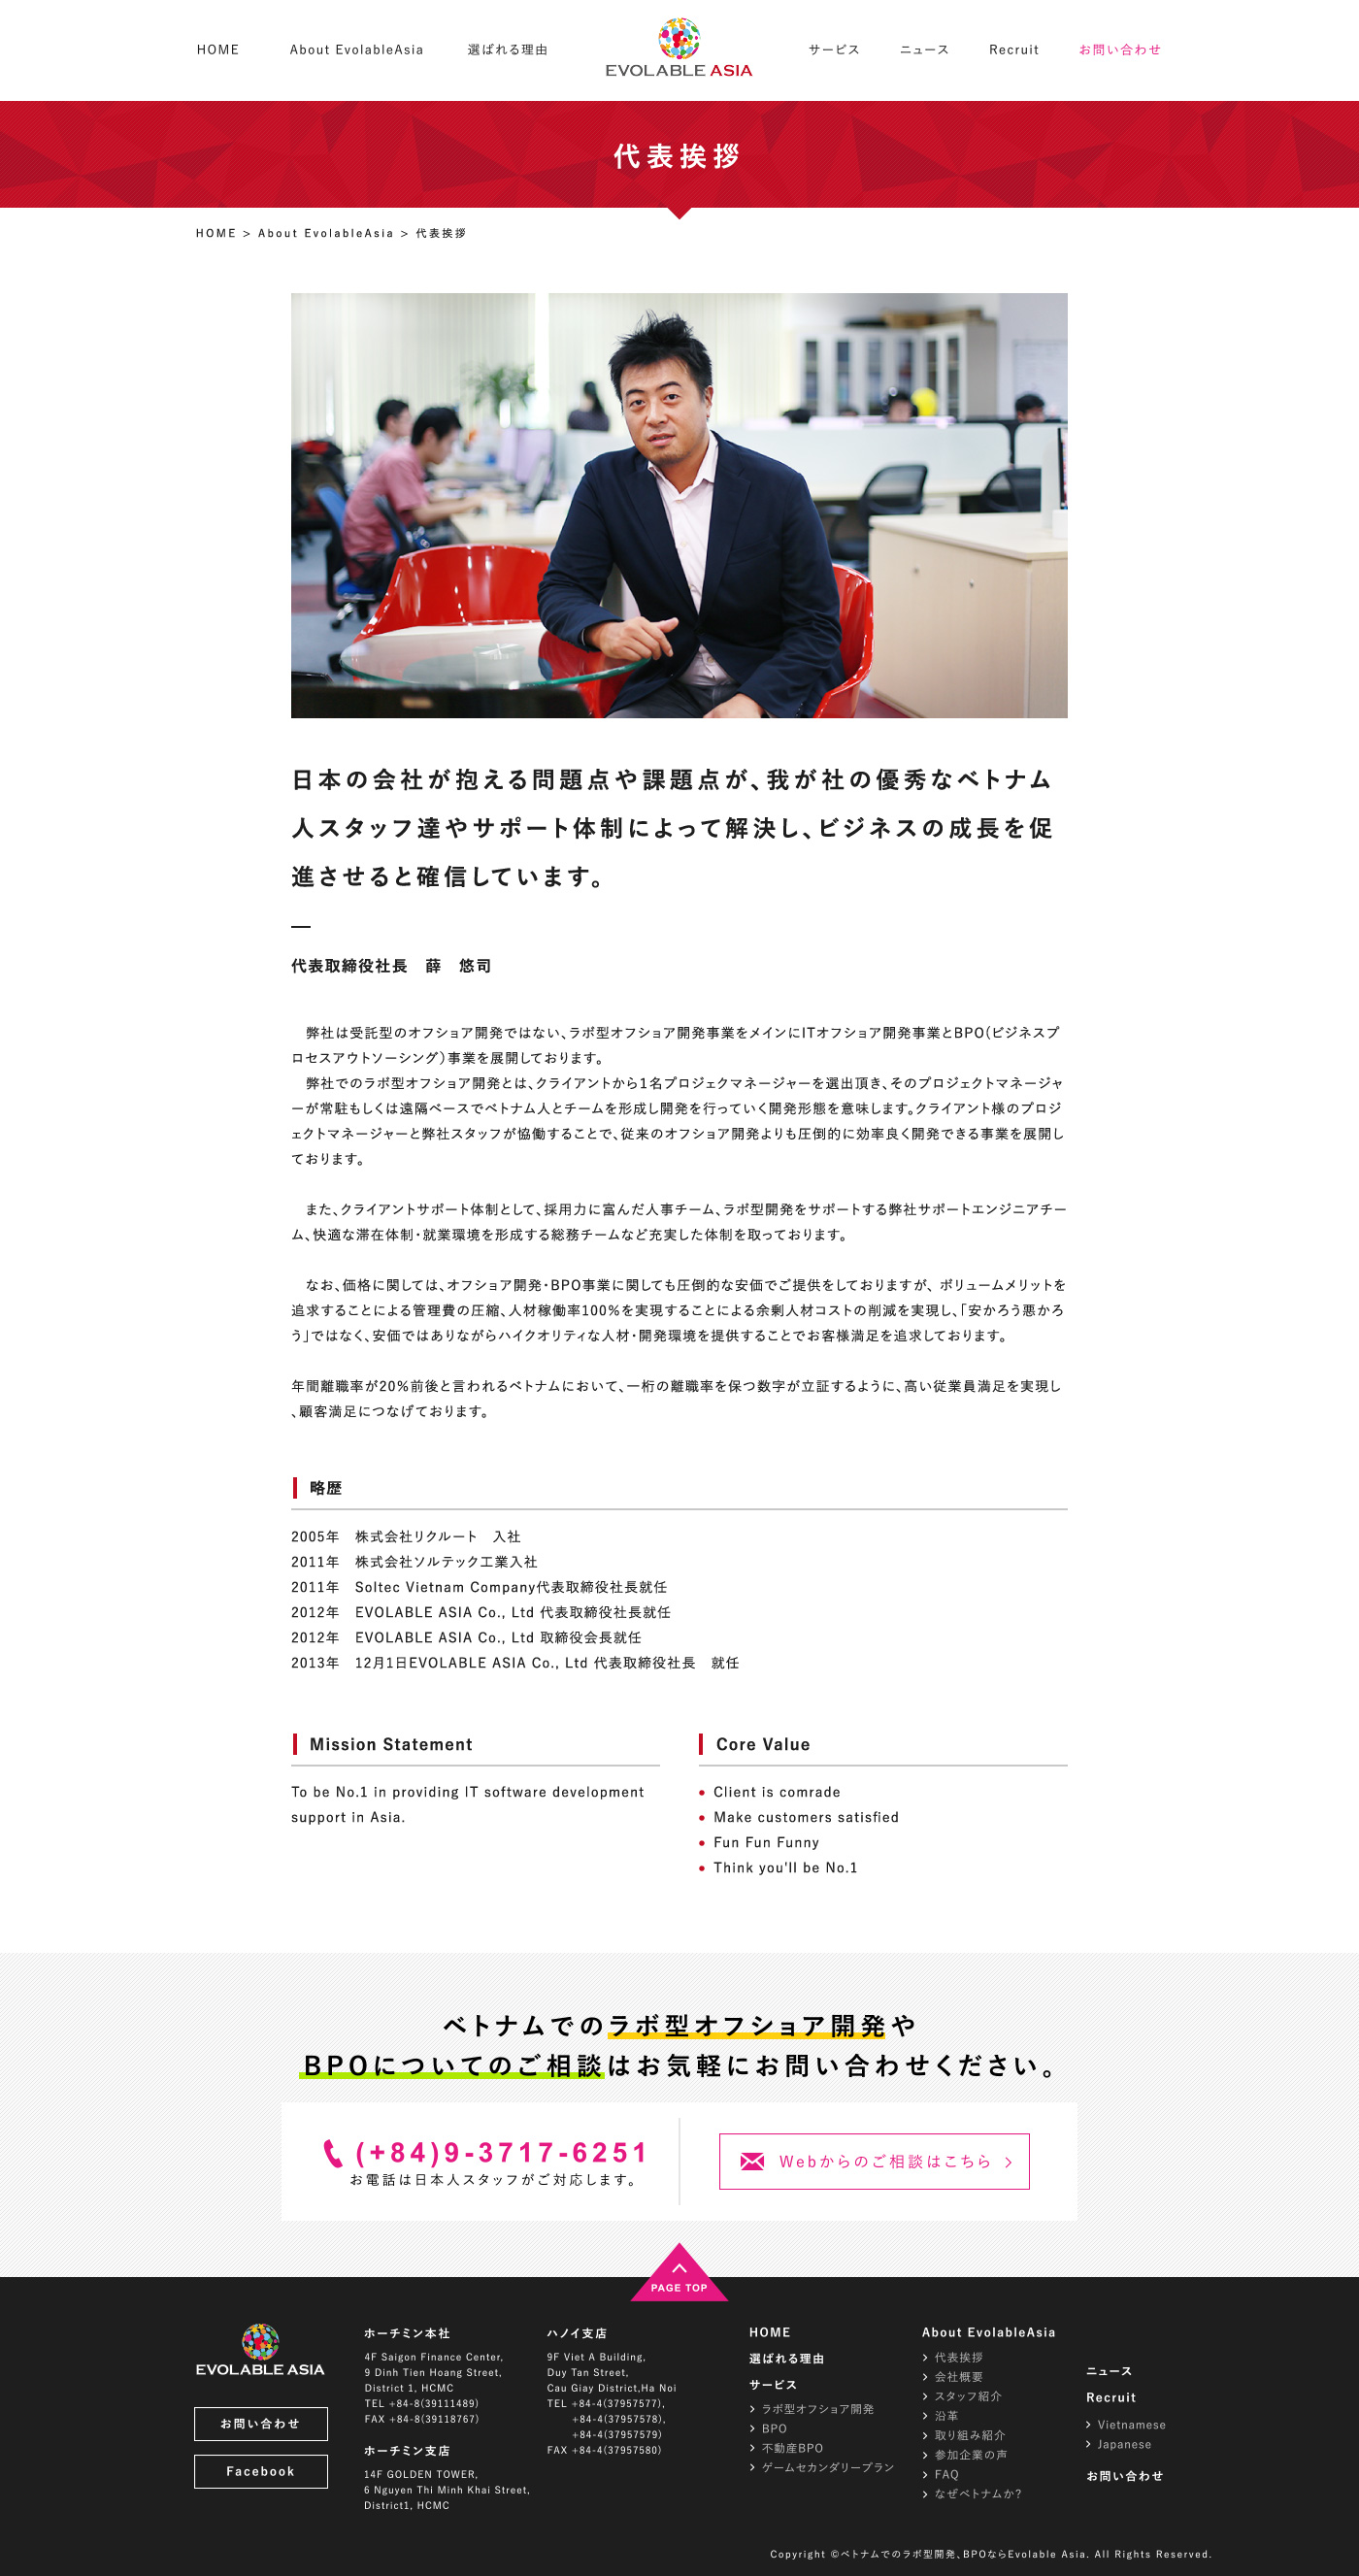 HOME
About EvolableAsia
選ばれる理由
EVOLABLE ASIA
サービス
ニュース
Recruit
お問い合わせ
代表挨拶
HOME > About EvolableAsia > 代表挨拶
日本の会社が抱える問題点や課題点が、我が社の優秀なベトナム
人スタッフ達やサポート体制によって解決し、ビジネスの成長を促
進させると確信しています。
代表取締役社長　薛　悠司
弊社は受託型のオフショア開発ではない、ラボ型オフショア開発事業をメインにITオフショア開発事業とBPO(ビジネスプ
ロセスアウトソーシング）事業を展開しております。
弊社でのラボ型オフショア開発とは、クライアントから1名プロジェクマネージャーを選出頂き、そのプロジェクトマネージャ
ーが常駐もしくは遠隔ベースでベトナム人とチームを形成し開発を行っていく開発形態を意味します。クライアント様のプロジ
ェクトマネージャーと弊社スタッフが協働することで、従来のオフショア開発よりも圧倒的に効率良く開発できる事業を展開し
ております。
また、クライアントサポート体制として、採用力に富んだ人事チーム、ラボ型開発をサポートする弊社サポートエンジニアチー
ム、快適な滞在体制・就業環境を形成する総務チームなど充実した体制を取っております。
なお、価格に関しては、オフショア開発・BPO事業に関しても圧倒的な安価でご提供をしておりますが、 ボリュームメリットを
追求することによる管理費の圧縮、人材稼働率100%を実現することによる余剰人材コストの削減を実現し、「安かろう悪かろ
う」ではなく、安価ではありながらハイクオリティな人材・開発環境を提供することでお客様満足を追求しております。
年間離職率が20%前後と言われるベトナムにおいて、一桁の離職率を保つ数字が立証するように、高い従業員満足を実現し
、顧客満足につなげております。
略歴
2005年　株式会社リクルート　入社
2011年　株式会社ソルテック工業入社
2011年　Soltec Vietnam Company代表取締役社長就任
2012年　EVOLABLE ASIA Co., Ltd 代表取締役社長就任
2012年　EVOLABLE ASIA Co., Ltd 取締役会長就任
2013年　12月1日EVOLABLE ASIA Co., Ltd 代表取締役社長　就任
Mission Statement
To be No.1 in providing IT software development
support in Asia.
Core Value
Client is comrade
Make customers satisfied
Fun Fun Funny
Think you'll be No.1
ベトナムでのラボ型オフショア開発や
BPOについてのご相談はお気軽にお問い合わせください。
(+84)9-3717-6251
お電話は日本人スタッフがご対応します。
Webからのご相談はこちら
PAGE TOP
EVOLABLE ASIA
お問い合わせ
Facebook
ホーチミン本社
4F Saigon Finance Center,
9 Dinh Tien Hoang Street,
District 1, HCMC
TEL +84-8(39111489)
FAX +84-8(39118767)
ホーチミン支店
14F GOLDEN TOWER,
6 Nguyen Thi Minh Khai Street,
District1, HCMC
ハノイ支店
9F Viet A Building,
Duy Tan Street,
Cau Giay District,Ha Noi
TEL +84-4(37957577),
+84-4(37957578),
+84-4(37957579)
FAX +84-4(37957580)
HOME
選ばれる理由
サービス
ラボ型オフショア開発
BPO
不動産BPO
ゲームセカンダリープラン
About EvolableAsia
代表挨拶
会社概要
スタッフ紹介
沿革
取り組み紹介
参加企業の声
FAQ
なぜベトナムか?
ニュース
Recruit
Vietnamese
Japanese
お問い合わせ
Copyright ©ベトナムでのラボ型開発、BPOならEvolable Asia. All Rights Reserved.